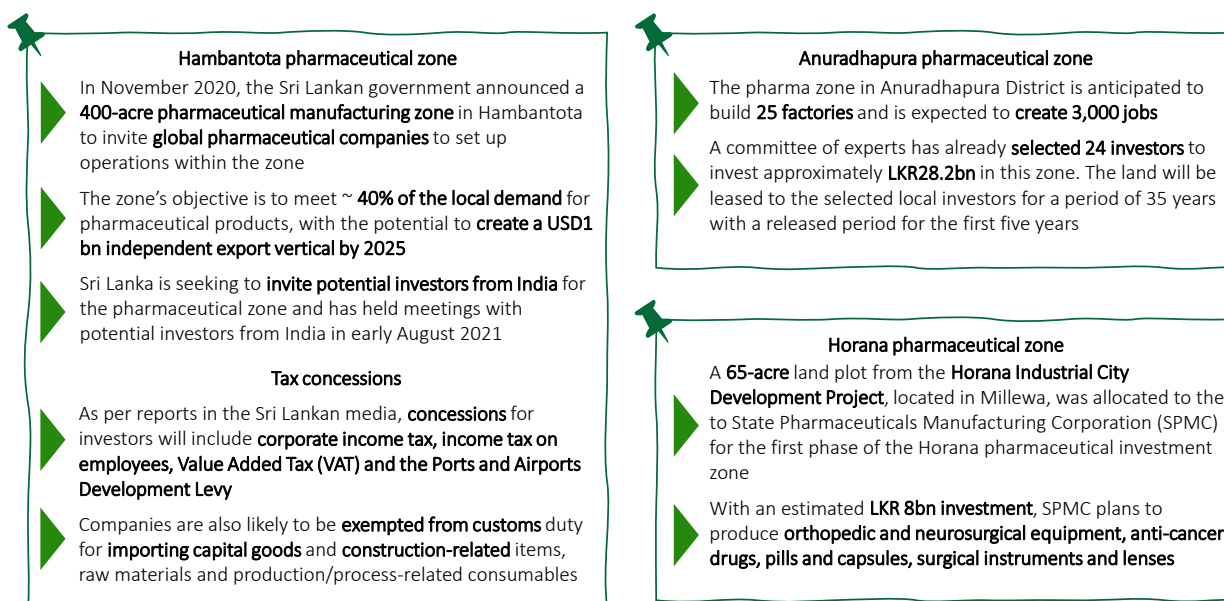 Hambantota pharmaceutical zone
In November 2020, the Sri Lankan government announced a
400-acre pharmaceutical manufacturing zone in Hambantota
to invite global pharmaceutical companies to set up
operations within the zone
The zone’s objective is to meet ~ 40% of the local demand for
pharmaceutical products, with the potential to create a USD1
bn independent export vertical by 2025
Sri Lanka is seeking to invite potential investors from India for
the pharmaceutical zone and has held meetings with
potential investors from India in early August 2021
Tax concessions
As per reports in the Sri Lankan media, concessions for
investors will include corporate income tax, income tax on
employees, Value Added Tax (VAT) and the Ports and Airports
Development Levy
Companies are also likely to be exempted from customs duty
for importing capital goods and construction-related items,
raw materials and production/process-related consumables
Anuradhapura pharmaceutical zone
The pharma zone in Anuradhapura District is anticipated to
build 25 factories and is expected to create 3,000 jobs
A committee of experts has already selected 24 investors to
invest approximately LKR28.2bn in this zone. The land will be
leased to the selected local investors for a period of 35 years
with a released period for the first five years
Horana pharmaceutical zone
A 65-acre land plot from the Horana Industrial City
Development Project, located in Millewa, was allocated to the
to State Pharmaceuticals Manufacturing Corporation (SPMC)
for the first phase of the Horana pharmaceutical investment
zone
With an estimated LKR 8bn investment, SPMC plans to
produce orthopedic and neurosurgical equipment, anti-cancer
drugs, pills and capsules, surgical instruments and lenses